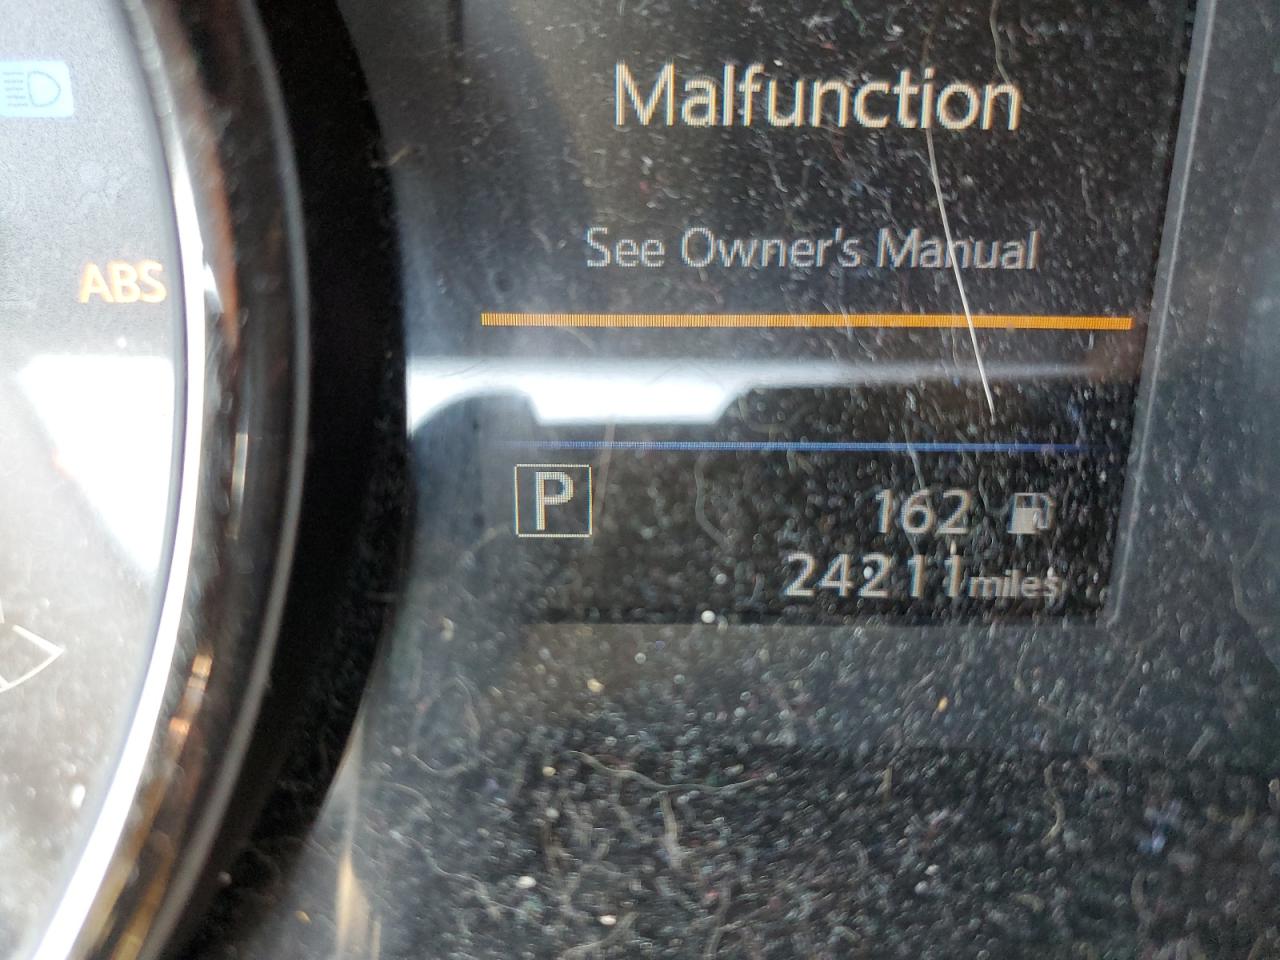 Malfunction
See Owner's Manual
ABS
P
162
24211miles